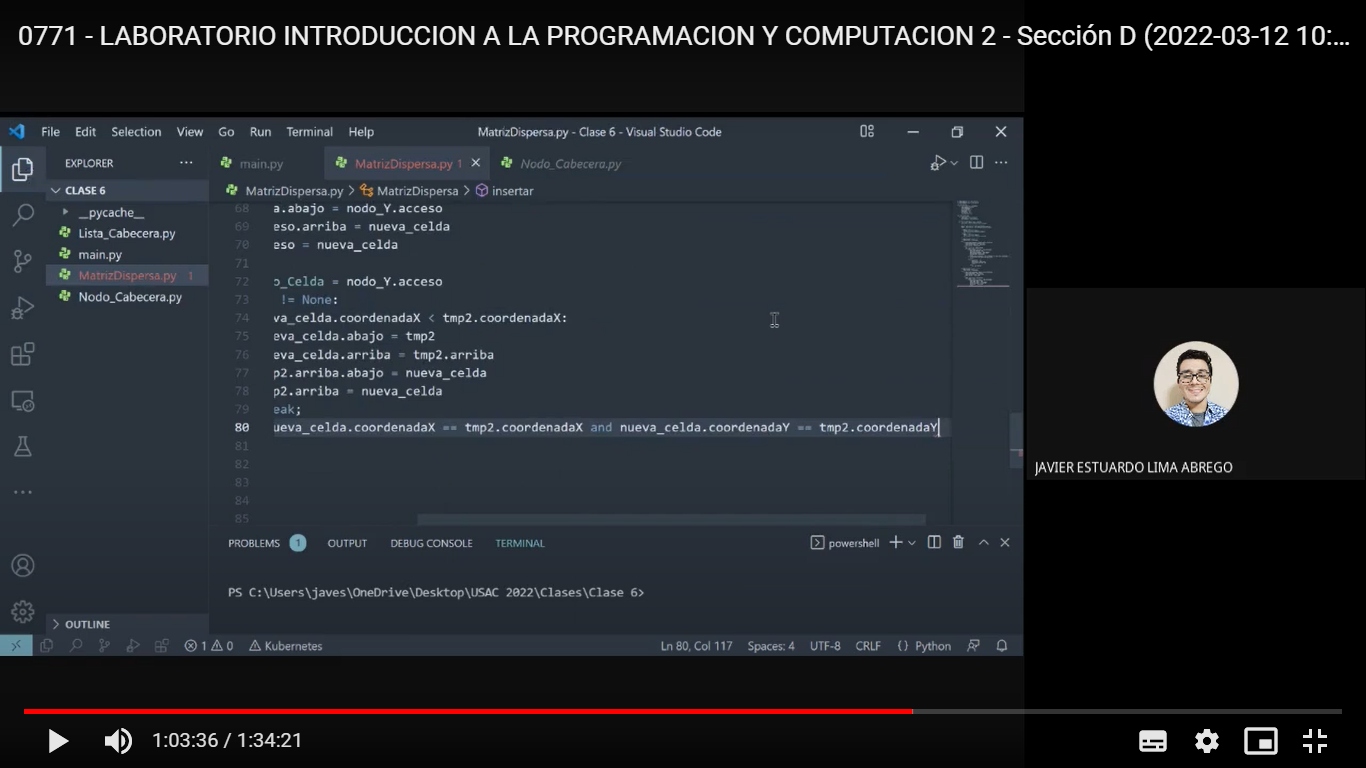 0771 - LABORATORIO INTRODUCCION A LA PROGRAMACION Y COMPUTACION 2 - Sección D (2022-03-12 10:...
File Edit Selection View Go Run Terminal Help MatrizDispersa.py - Clase 6 - Visual Studio Code
EXPLORER ··· main.py MatrizDispersa.py 1 Nodo_Cabecera.py
CLASE 6 MatrizDispersa.py > MatrizDispersa > insertar
__pycache__
Lista_Cabecera.py
main.py
MatrizDispersa.py 1
Nodo_Cabecera.py
68 a.abajo = nodo_Y.acceso
69 eso.arriba = nueva_celda
70 eso = nueva_celda
71
72 o_Celda = nodo_Y.acceso
73 != None:
74 va_celda.coordenadaX < tmp2.coordenadaX:
75 eva_celda.abajo = tmp2
76 eva_celda.arriba = tmp2.arriba
77 p2.arriba.abajo = nueva_celda
78 p2.arriba = nueva_celda
79 eak;
80 ueva_celda.coordenadaX == tmp2.coordenadaX and nueva_celda.coordenadaY == tmp2.coordenadaY
81
82
83
84
85
PROBLEMS 1 OUTPUT DEBUG CONSOLE TERMINAL powershell
PS C:\Users\javes\OneDrive\Desktop\USAC 2022\Clases\Clase 6>
OUTLINE
1 0 Kubernetes Ln 80, Col 117 Spaces: 4 UTF-8 CRLF Python
JAVIER ESTUARDO LIMA ABREGO
1:03:36 / 1:34:21